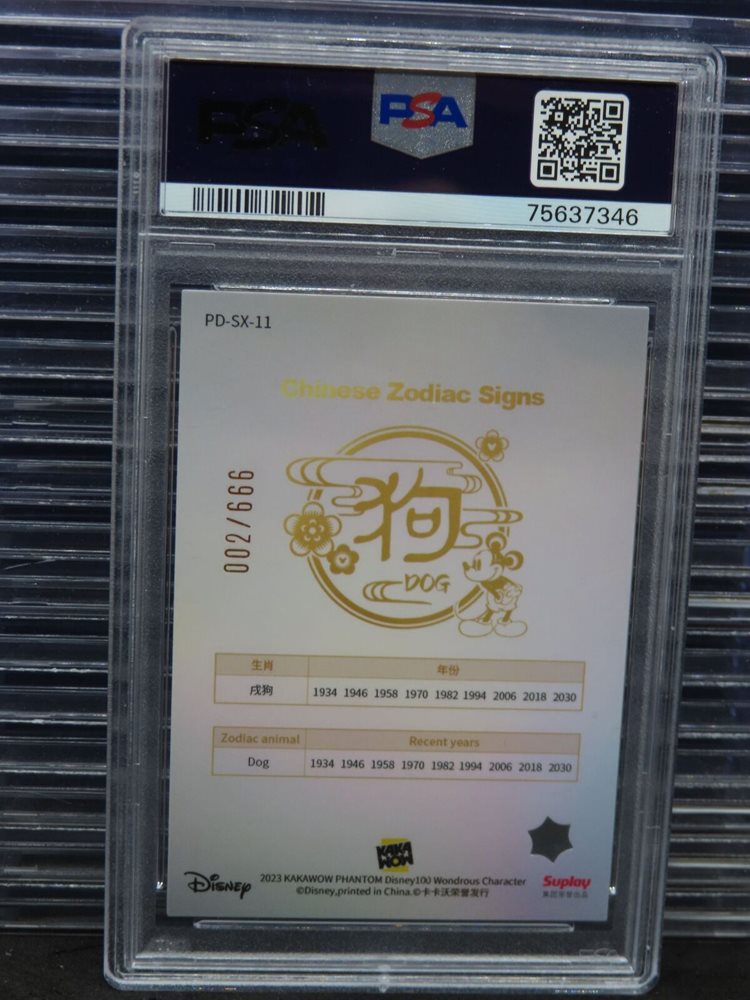 PSA
PSA
75637346
PD-SX-11
Chinese Zodiac Signs
002/666
狗
DOG
生肖 年份
戌狗 1934 1946 1958 1970 1982 1994 2006 2018 2030
Zodiac animal Recent years
Dog 1934 1946 1958 1970 1982 1994 2006 2018 2030
KAKA
WOW
Disney
2023 KAKAWOW PHANTOM Disney100 Wondrous Character
©Disney,printed in China.©卡卡沃荣誉发行
Suplay